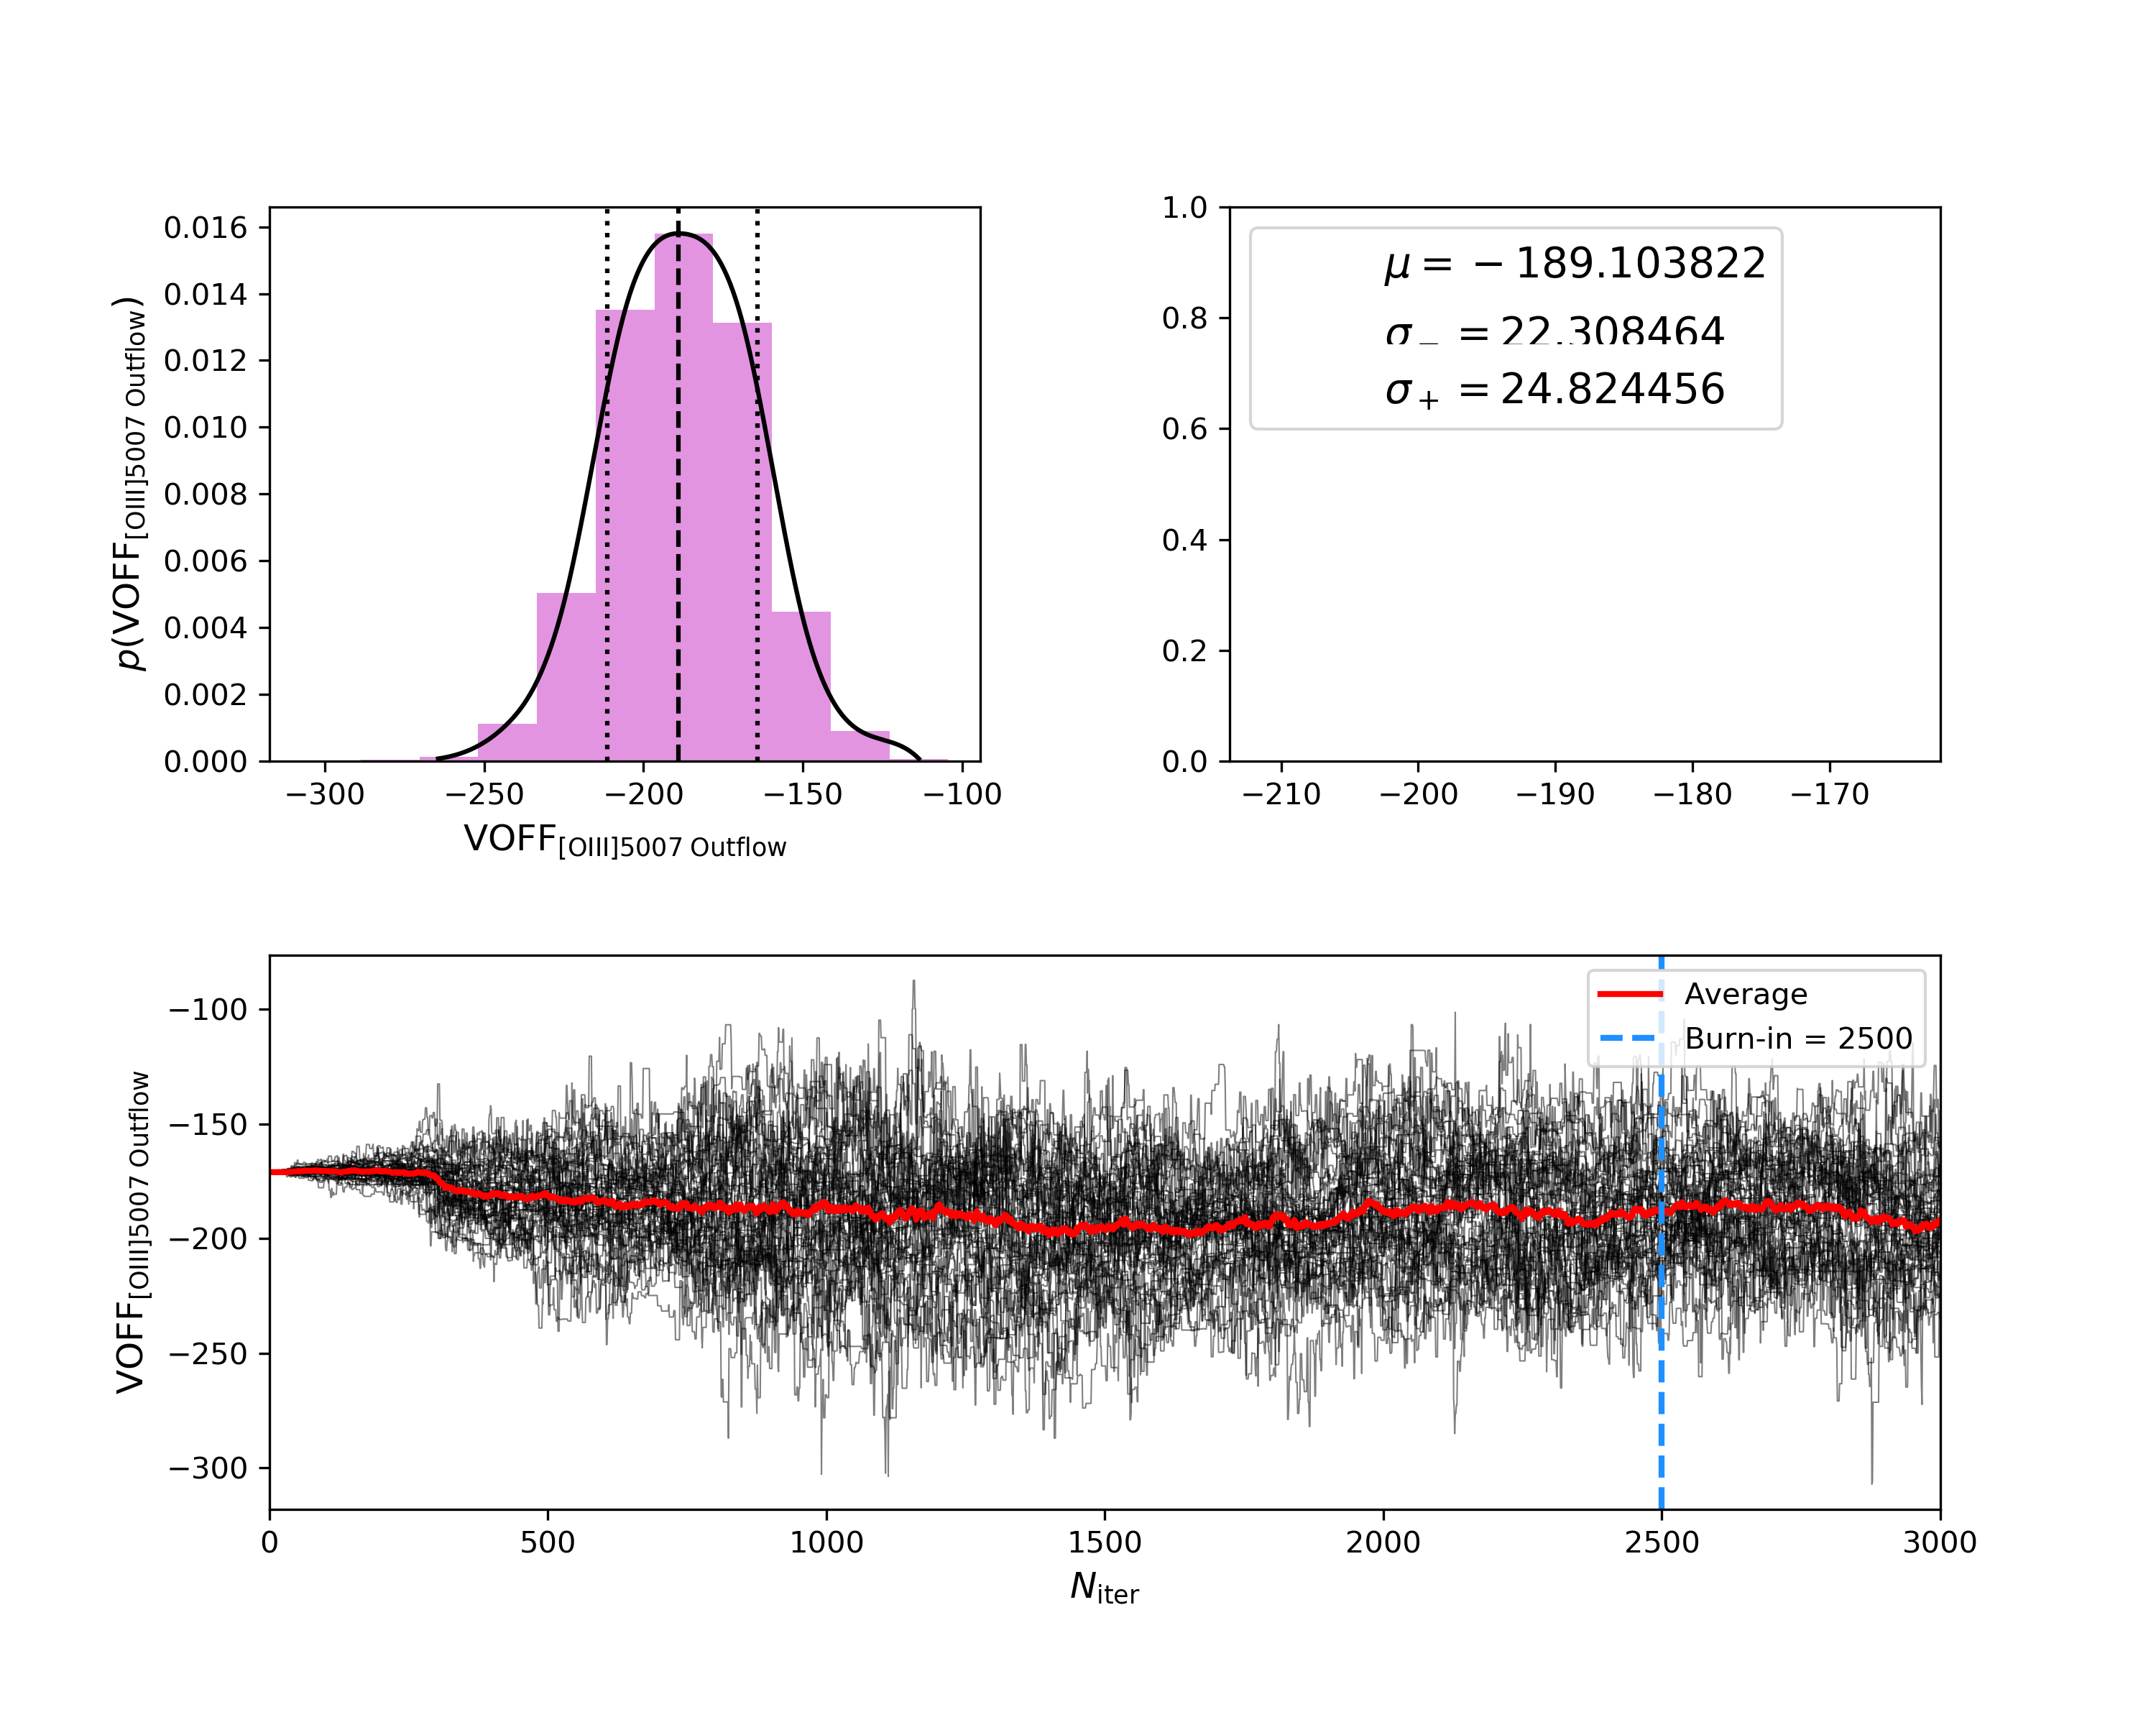 0.016
0.014
0.012
0.010
0.008
0.006
0.004
0.002
0.000
p(VOFF[OIII]5007 Outflow)
−300 −250 −200 −150 −100
VOFF[OIII]5007 Outflow
1.0
0.8
0.6
0.4
0.2
0.0
μ = − 189.103822
σ− = 22.308464
σ+ = 24.824456
−210 −200 −190 −180 −170
−100
−150
−200
−250
−300
VOFF[OIII]5007 Outflow
Average
Burn-in = 2500
0 500 1000 1500 2000 2500 3000
Niter